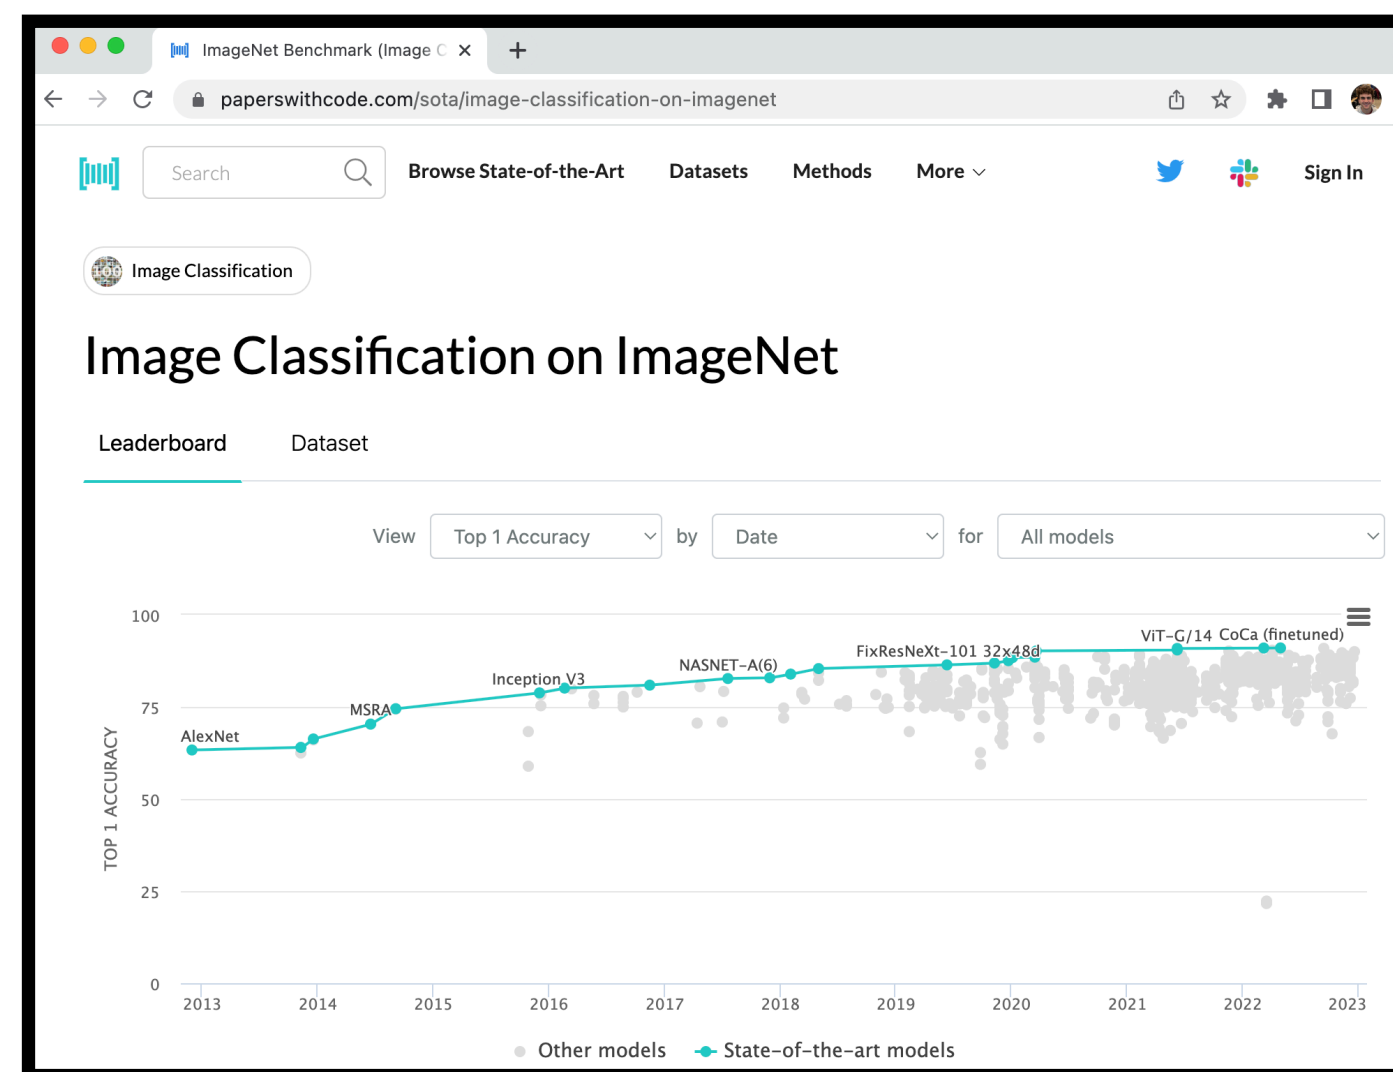 ImageNet Benchmark (Image C
paperswithcode.com/sota/image-classification-on-imagenet
Search
Browse State-of-the-Art
Datasets
Methods
More
Sign In
Image Classification
Image Classification on ImageNet
Leaderboard
Dataset
View Top 1 Accuracy by Date for All models
TOP 1 ACCURACY
100
75
50
25
0
AlexNet
MSRA
Inception V3
NASNET-A(6)
FixResNeXt-101 32x48d
ViT-G/14
CoCa (finetuned)
2013 2014 2015 2016 2017 2018 2019 2020 2021 2022 2023
Other models
State-of-the-art models